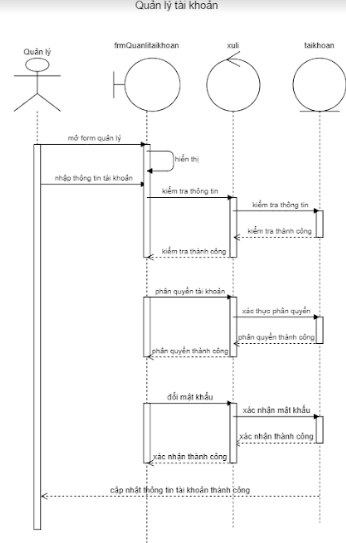 Quản lý tài khoản
Quản lý
frmQuanlitaikhoan
xuli
taikhoan
mở form quản lý
hiển thị
nhập thông tin tài khoản
kiểm tra thông tin
kiểm tra thông tin
kiểm tra thành công
kiểm tra thành công
phân quyền tài khoản
xác thực phân quyền
phân quyền thành công
phân quyền thành công
đổi mật khẩu
xác nhận mật khẩu
xác nhận thành công
xác nhận thành công
cập nhật thông tin tài khoản thành công